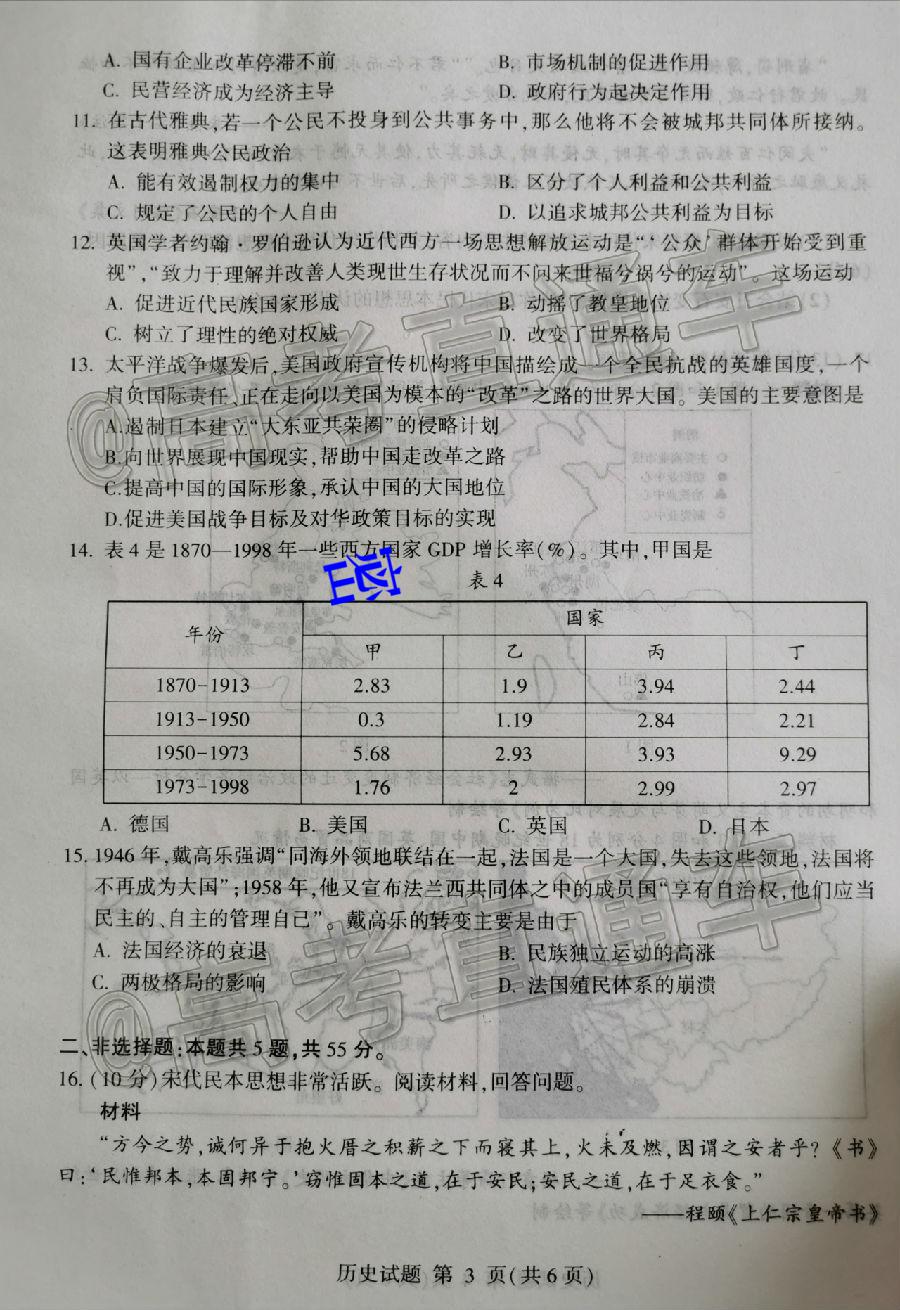 A. 国有企业改革停滞不前 B. 市场机制的促进作用
C. 民营经济成为经济主导 D. 政府行为起决定作用
11. 在古代雅典,若一个公民不投身到公共事务中,那么他将不会被城邦共同体所接纳。
这表明雅典公民政治
A. 能有效遏制权力的集中 B. 区分了个人利益和公共利益
C. 规定了公民的个人自由 D. 以追求城邦公共利益为目标
12. 英国学者约翰·罗伯逊认为近代西方一场思想解放运动是“‘公众’群体开始受到重
视”,“致力于理解并改善人类现世生存状况而不问来世福兮祸兮的运动”。这场运动
A. 促进近代民族国家形成 B. 动摇了教皇地位
C. 树立了理性的绝对权威 D. 改变了世界格局
13. 太平洋战争爆发后,美国政府宣传机构将中国描绘成一个全民抗战的英雄国度,一个
肩负国际责任,正在走向以美国为模本的“改革”之路的世界大国。美国的主要意图是
A.遏制日本建立“大东亚共荣圈”的侵略计划
B.向世界展现中国现实,帮助中国走改革之路
C.提高中国的国际形象,承认中国的大国地位
D.促进美国战争目标及对华政策目标的实现
14. 表4是1870—1998年一些西方国家GDP增长率(%)。其中,甲国是
密
表4
年份 国家
甲 乙 丙 丁
1870-1913 2.83 1.9 3.94 2.44
1913-1950 0.3 1.19 2.84 2.21
1950-1973 5.68 2.93 3.93 9.29
1973-1998 1.76 2 2.99 2.97
A. 德国 B. 美国 C. 英国 D. 日本
15. 1946年,戴高乐强调“同海外领地联结在一起,法国是一个大国,失去这些领地,法国将
不再成为大国”;1958年,他又宣布法兰西共同体之中的成员国“享有自治权,他们应当
民主的、自主的管理自己”。戴高乐的转变主要是由于
A. 法国经济的衰退 B. 民族独立运动的高涨
C. 两极格局的影响 D. 法国殖民体系的崩溃
@高考直通车
@高考直通车
二、非选择题:本题共5题,共55分。
16. (10分)宋代民本思想非常活跃。阅读材料,回答问题。
材料
“方今之势,诚何异于抱火厝之积薪之下而寝其上,火未及燃,因谓之安者乎?《书》
曰:‘民惟邦本,本固邦宁。’窃惟固本之道,在于安民;安民之道,在于足衣食。”
——程颐《上仁宗皇帝书》
历史试题 第 3 页(共6页)